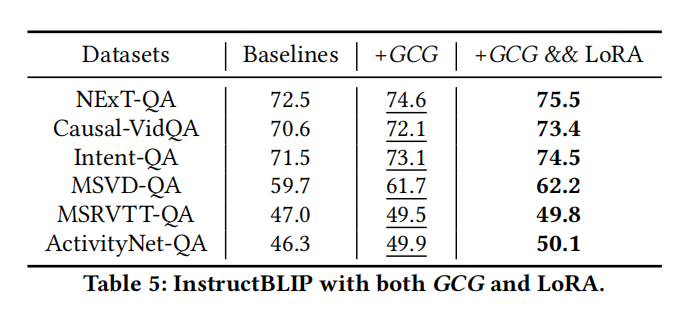 Datasets Baselines +GCG +GCG && LoRA
NExT-QA 72.5 74.6 75.5
Causal-VidQA 70.6 72.1 73.4
Intent-QA 71.5 73.1 74.5
MSVD-QA 59.7 61.7 62.2
MSRVTT-QA 47.0 49.5 49.8
ActivityNet-QA 46.3 49.9 50.1
Table 5: InstructBLIP with both GCG and LoRA.